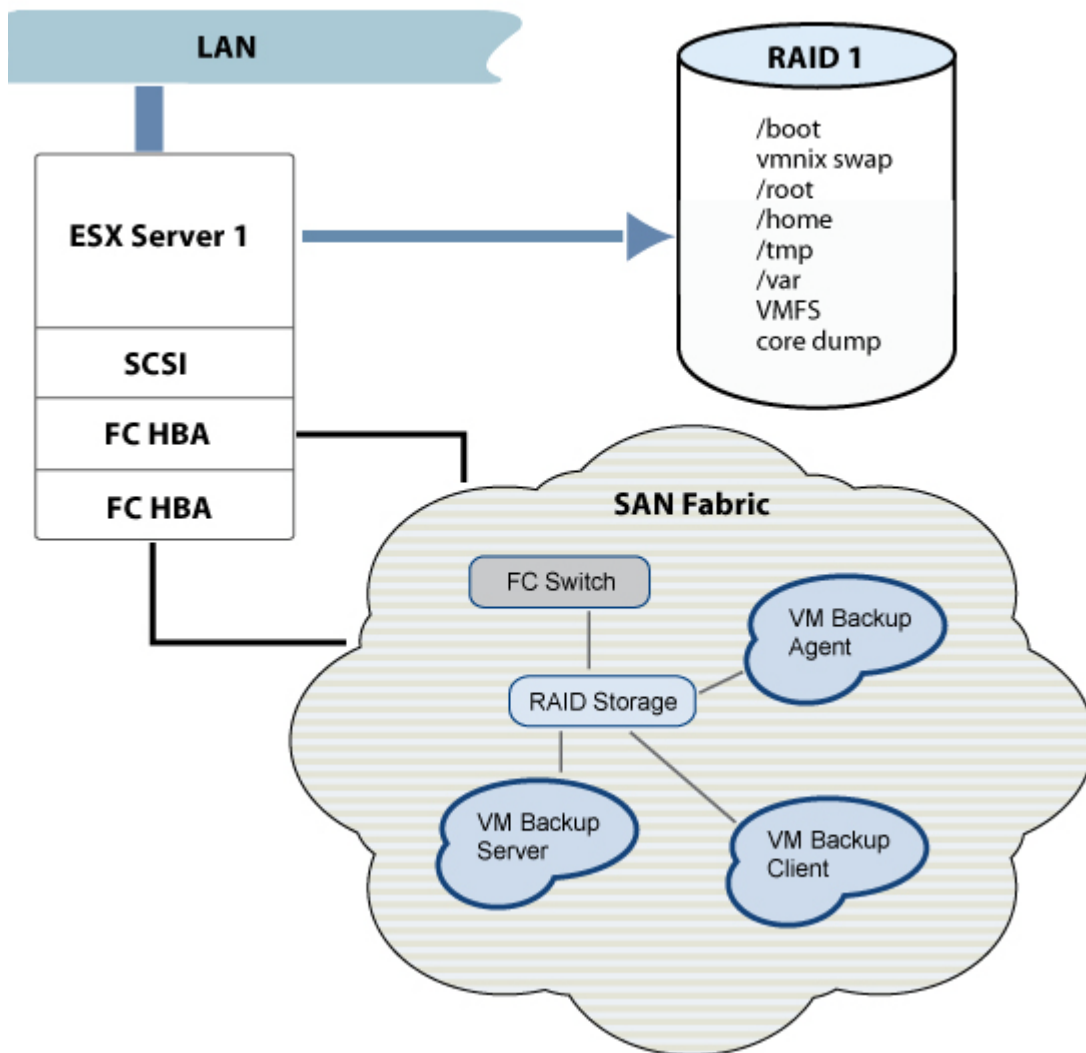 LAN
RAID 1
/boot
vmnix swap
/root
/home
/tmp
/var
VMFS
core dump
ESX Server 1
SCSI
FC HBA
FC HBA
SAN Fabric
FC Switch
VM Backup
Agent
RAID Storage
VM Backup
Server
VM Backup
Client